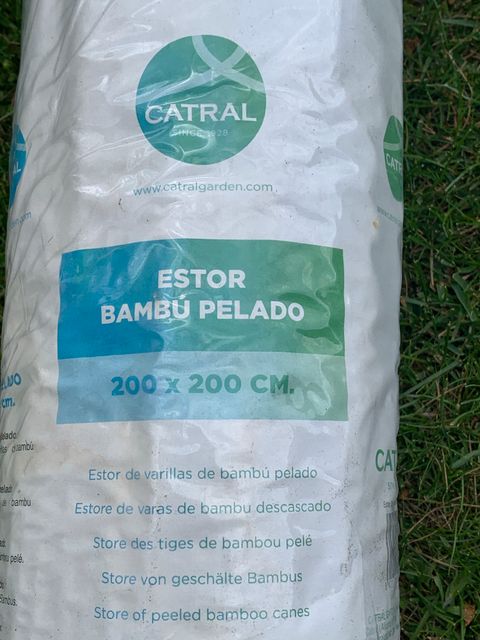 CATRAL
SINCE 1928
www.catralgarden.com
ESTOR
BAMBÚ PELADO
200 x 200 CM.
Estor de varillas de bambú pelado
Estore de varas de bambu descascado
Store des tiges de bambou pelé
Store von geschälte Bambus
Store of peeled bamboo canes